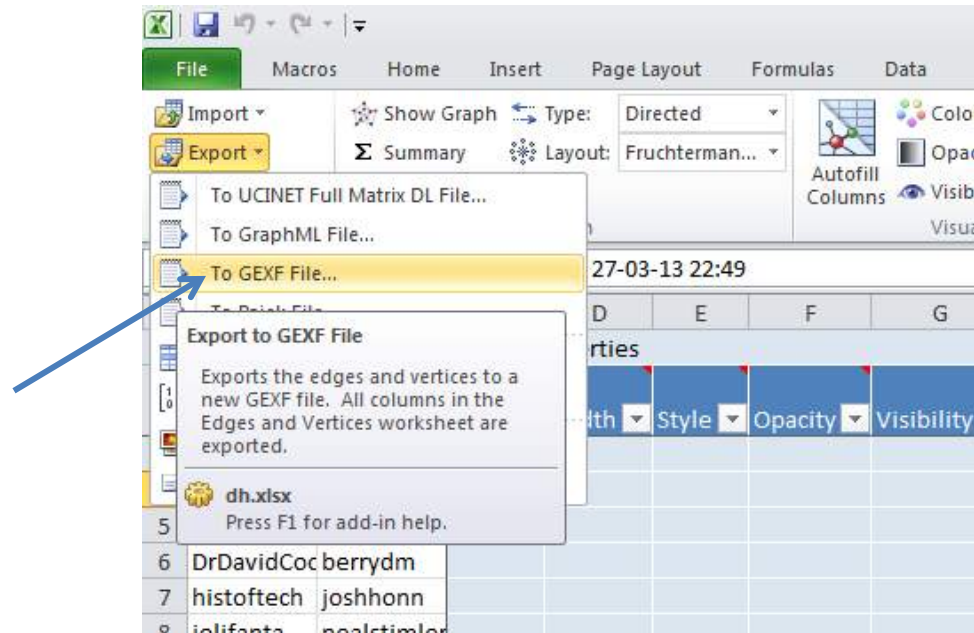 File Macros Home Insert Page Layout Formulas Data
Import Show Graph Type: Directed
Export Σ Summary Layout: Fruchterman...
Autofill
Columns
Colo
Opac
Visib
Visua
To UCINET Full Matrix DL File...
To GraphML File...
To GEXF File...
27-03-13 22:49
Export to GEXF File
Exports the edges and vertices to a
new GEXF file. All columns in the
Edges and Vertices worksheet are
exported.
dh.xlsx
Press F1 for add-in help.
D E F G
rties
dth Style Opacity Visibility
5
6 DrDavidCoo berrydm
7 histoftech joshhonn